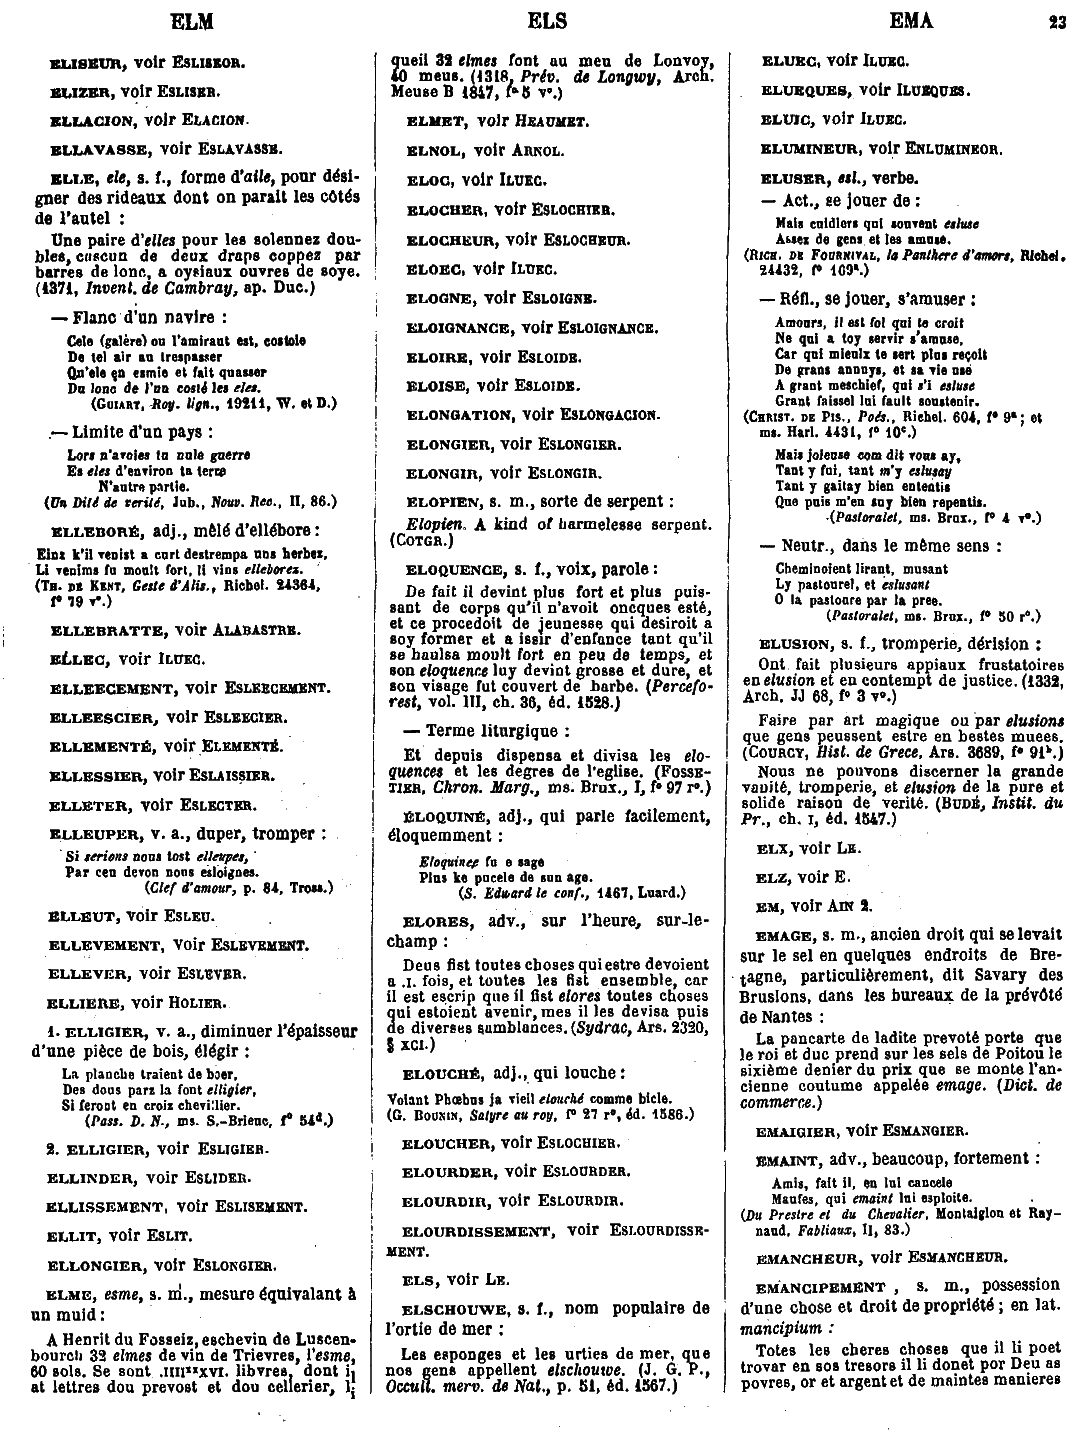 ELM
ELS
EMA
23
ELISEUR, voir ESLISEOR.
ELIZER, voir ESLISER.
ELLACION, voir ELACION.
ELLAVASSE, voir ESLAVASSE.
ELLE, ele, s. f., forme d'aile, pour dési-
gner des rideaux dont on parait les côtés
de l'autel :
Une paire d'elles pour les solennez dou-
bles, cuscun de deux draps coppez par
barres de lonc, a oysiaux ouvres de soye.
(1371, Invent. de Cambray, ap. Duc.)
— Flanc d'un navire :
Cele (galère) ou l'amirant est, costoie
De tel air au trespasser
Qu'ele en esmie et fait quasser
Du lonc de l'un costé les eles.
(GUIART, Roy. lign., 19211, W. et D.)
— Limite d'un pays :
Lors n'avoies tu nule guerre
Es eles d'environ ta terre
N'autre partie.
(Un Dité de verité, Jub., Nouv. Rec., II, 86.)
ELLEBORÉ, adj., mêlé d'ellébore :
Einz k'il venist a curt destrempa uns herbez,
Li venims fu moult fort, li vins elleborez.
(TH. DE KENT, Geste d'Alis., Richel. 24364,
f° 79 v°.)
ELLEBRATTE, voir ALABASTRE.
ELLEC, voir ILUEC.
ELLEECEMENT, voir ESLEECEMENT.
ELLEESCIER, voir ESLEECIER.
ELLEMENTÉ, voir ELEMENTÉ.
ELLESSIER, voir ESLAISSIER.
ELLETER, voir ESLECTER.
ELLEUPER, v. a., duper, tromper :
Si serions nous tost elleupes,
Par ceu devon nous esloignes.
(Clef d'amour, p. 84, Tross.)
ELLEUT, voir ESLEU.
ELLEVEMENT, voir ESLEVEMENT.
ELLEVER, voir ESLEVER.
ELLIERE, voir HOLIER.
1. ELLIGIER, v. a., diminuer l'épaisseur
d'une pièce de bois, élégir :
La planche traient de boer,
Des dous parz la font elligier,
Si feront en croiz chevillier.
(Pass. D. N., ms. S.-Brieuc, f° 54d.)
2. ELLIGIER, voir ESLIGIER.
ELLINDER, voir ESLIDER.
ELLISSEMENT, voir ESLISEMENT.
ELLIT, voir ESLIT.
ELLONGIER, voir ESLONGIER.
ELME, esme, s. m., mesure équivalant à
un muid :
A Henrit du Fosseiz, eschevin de Luscen-
bourch 32 elmes de vin de Trievres, l'esme,
60 sols. Se sont .IIIIxxXVI. libvres, dont il
at lettres dou prevost et dou cellerier, li
queil 32 elmes font au meu de Lonvoy,
40 meus. (1318, Prév. de Longwy, Arch.
Meuse B 1847, f° 5 v°.)
ELMET, voir HEAUMET.
ELNOL, voir ARNOL.
ELOC, voir ILUEC.
ELOCHER, voir ESLOCHIER.
ELOCHEUR, voir ESLOCHEUR.
ELOEC, voir ILUEC.
ELOGNE, voir ESLOIGNE.
ELOIGNANCE, voir ESLOIGNANCE.
ELOIRE, voir ESLOIDE.
ELOISE, voir ESLOIDE.
ELONGATION, voir ESLONGACION.
ELONGIER, voir ESLONGIER.
ELONGIR, voir ESLONGIR.
ELOPIEN, s. m., sorte de serpent :
Elopien. A kind of harmelesse serpent.
(COTGR.)
ELOQUENCE, s. f., voix, parole :
De fait il devint plus fort et plus puis-
sant de corps qu'il n'avoit oncques esté,
et ce procedoit de jeunesse qui desiroit a
soy former et a issir d'enfance tant qu'il
se haulsa moult fort en peu de temps, et
son eloquence luy devint grosse et dure, et
son visage fut couvert de barbe. (Percefo-
rest, vol. III, ch. 36, éd. 1528.)
— Terme liturgique :
Et depuis dispensa et divisa les elo-
quences et les degres de l'eglise. (FOSSE-
TIER, Chron. Marg., ms. Brux., I, f° 97 r°.)
ÉLOQUINÉ, adj., qui parle facilement,
éloquemment :
Eloquinee fu e sage
Plus ke pucele de sun age.
(S. Edward le conf., 1467, Luard.)
ELORES, adv., sur l'heure, sur-le-
champ :
Deus fist toutes choses qui estre devoient
a .I. fois, et toutes les fist ensemble, car
il est escrip que il fist elores toutes choses
qui estoient avenir, mes il les devisa puis
de diverses samblances. (Sydrac, Ars. 2320,
§ XCI.)
ELOUCHÉ, adj., qui louche :
Volant Phœbus ja vieil elouché comme bicle.
(G. BOUNIN, Satyre au roy, f° 27 r°, éd. 1586.)
ELOUCHER, voir ESLOCHIER.
ELOURDER, voir ESLOURDER.
ELOURDIR, voir ESLOURDIR.
ELOURDISSEMENT, voir ESLOURDISSE-
MENT.
ELS, voir LE.
ELSCHOUWE, s. f., nom populaire de
l'ortie de mer :
Les esponges et les urties de mer, que
nos gens appellent elschouwe. (J. G. P.,
Occult. merv. de Nat., p. 51, éd. 1567.)
ELUEC, voir ILUEC.
ELUEQUES, voir ILUEQUES.
ELUIC, voir ILUEC.
ELUMINEUR, voir ENLUMINEOR.
ELUSER, esl., verbe.
— Act., se jouer de :
Mais cuidiers qui souvent esluse
Assez de gens et les amuse.
(RICH. DE FOURNIVAL, la Panthere d'amors, Richel.
24432, f° 169a.)
— Réfl., se jouer, s'amuser :
Amours, il est fol qui te croit
Ne qui a toy servir s'amuse,
Car qui mieulx te sert plus reçoit
De grans annuys, et sa vie use
A grant meschief, qui s'i esluse
Grant faissel lui fault soustenir.
(CHRIST. DE PIS., Poés., Richel. 604, f° 9a; et
ms. Harl. 4431, f° 10c.)
Mais joieuse com dit vous ay,
Tant y fui, tant m'y eslusay
Tant y gaitay bien ententis
Que puis m'en suy bien repentis.
(Pastoralet, ms. Brux., f° 4 v°.)
— Neutr., dans le même sens :
Cheminoient lirant, musant
Ly pastourel, et eslusant
O la pastoure par la pree.
(Pastoralet, ms. Brux., f° 50 r°.)
ELUSION, s. f., tromperie, dérision :
Ont fait plusieurs appiaux frustatoires
en elusion et en contempt de justice. (1332,
Arch. JJ 68, f° 3 v°.)
Faire par art magique ou par elusions
que gens peussent estre en bestes muees.
(COURCY, Hist. de Grece, Ars. 3689, f° 91b.)
Nous ne pouvons discerner la grande
vanité, tromperie, et elusion de la pure et
solide raison de verité. (BUDÉ, Instit. du
Pr., ch. I, éd. 1547.)
ELX, voir LE.
ELZ, voir E.
EM, voir AIN 2.
EMAGE, s. m., ancien droit qui se levait
sur le sel en quelques endroits de Bre-
tagne, particulièrement, dit Savary des
Bruslons, dans les bureaux de la prévôté
de Nantes :
La pancarte de ladite prevoté porte que
le roi et duc prend sur les sels de Poitou le
sixième denier du prix que se monte l'an-
cienne coutume appelée emage. (Dict. de
commerce.)
EMAIGIER, voir ESMANGIER.
EMAINT, adv., beaucoup, fortement :
Amis, fait il, en lui cancele
Maufes, qui emaint lui esploite.
(Du Prestre et du Chevalier, Montaiglon et Ray-
naud, Fabliaux, II, 83.)
EMANCHEUR, voir ESMANCHEUR.
EMANCIPEMENT, s. m., possession
d'une chose et droit de propriété ; en lat.
mancipium :
Totes les cheres choses que il li poet
trovar en sos tresors il li donet por Deu as
povres, or et argent et de maintes manieres